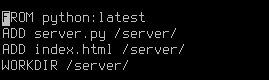 FROM python:latest
ADD server.py /server/
ADD index.html /server/
WORKDIR /server/